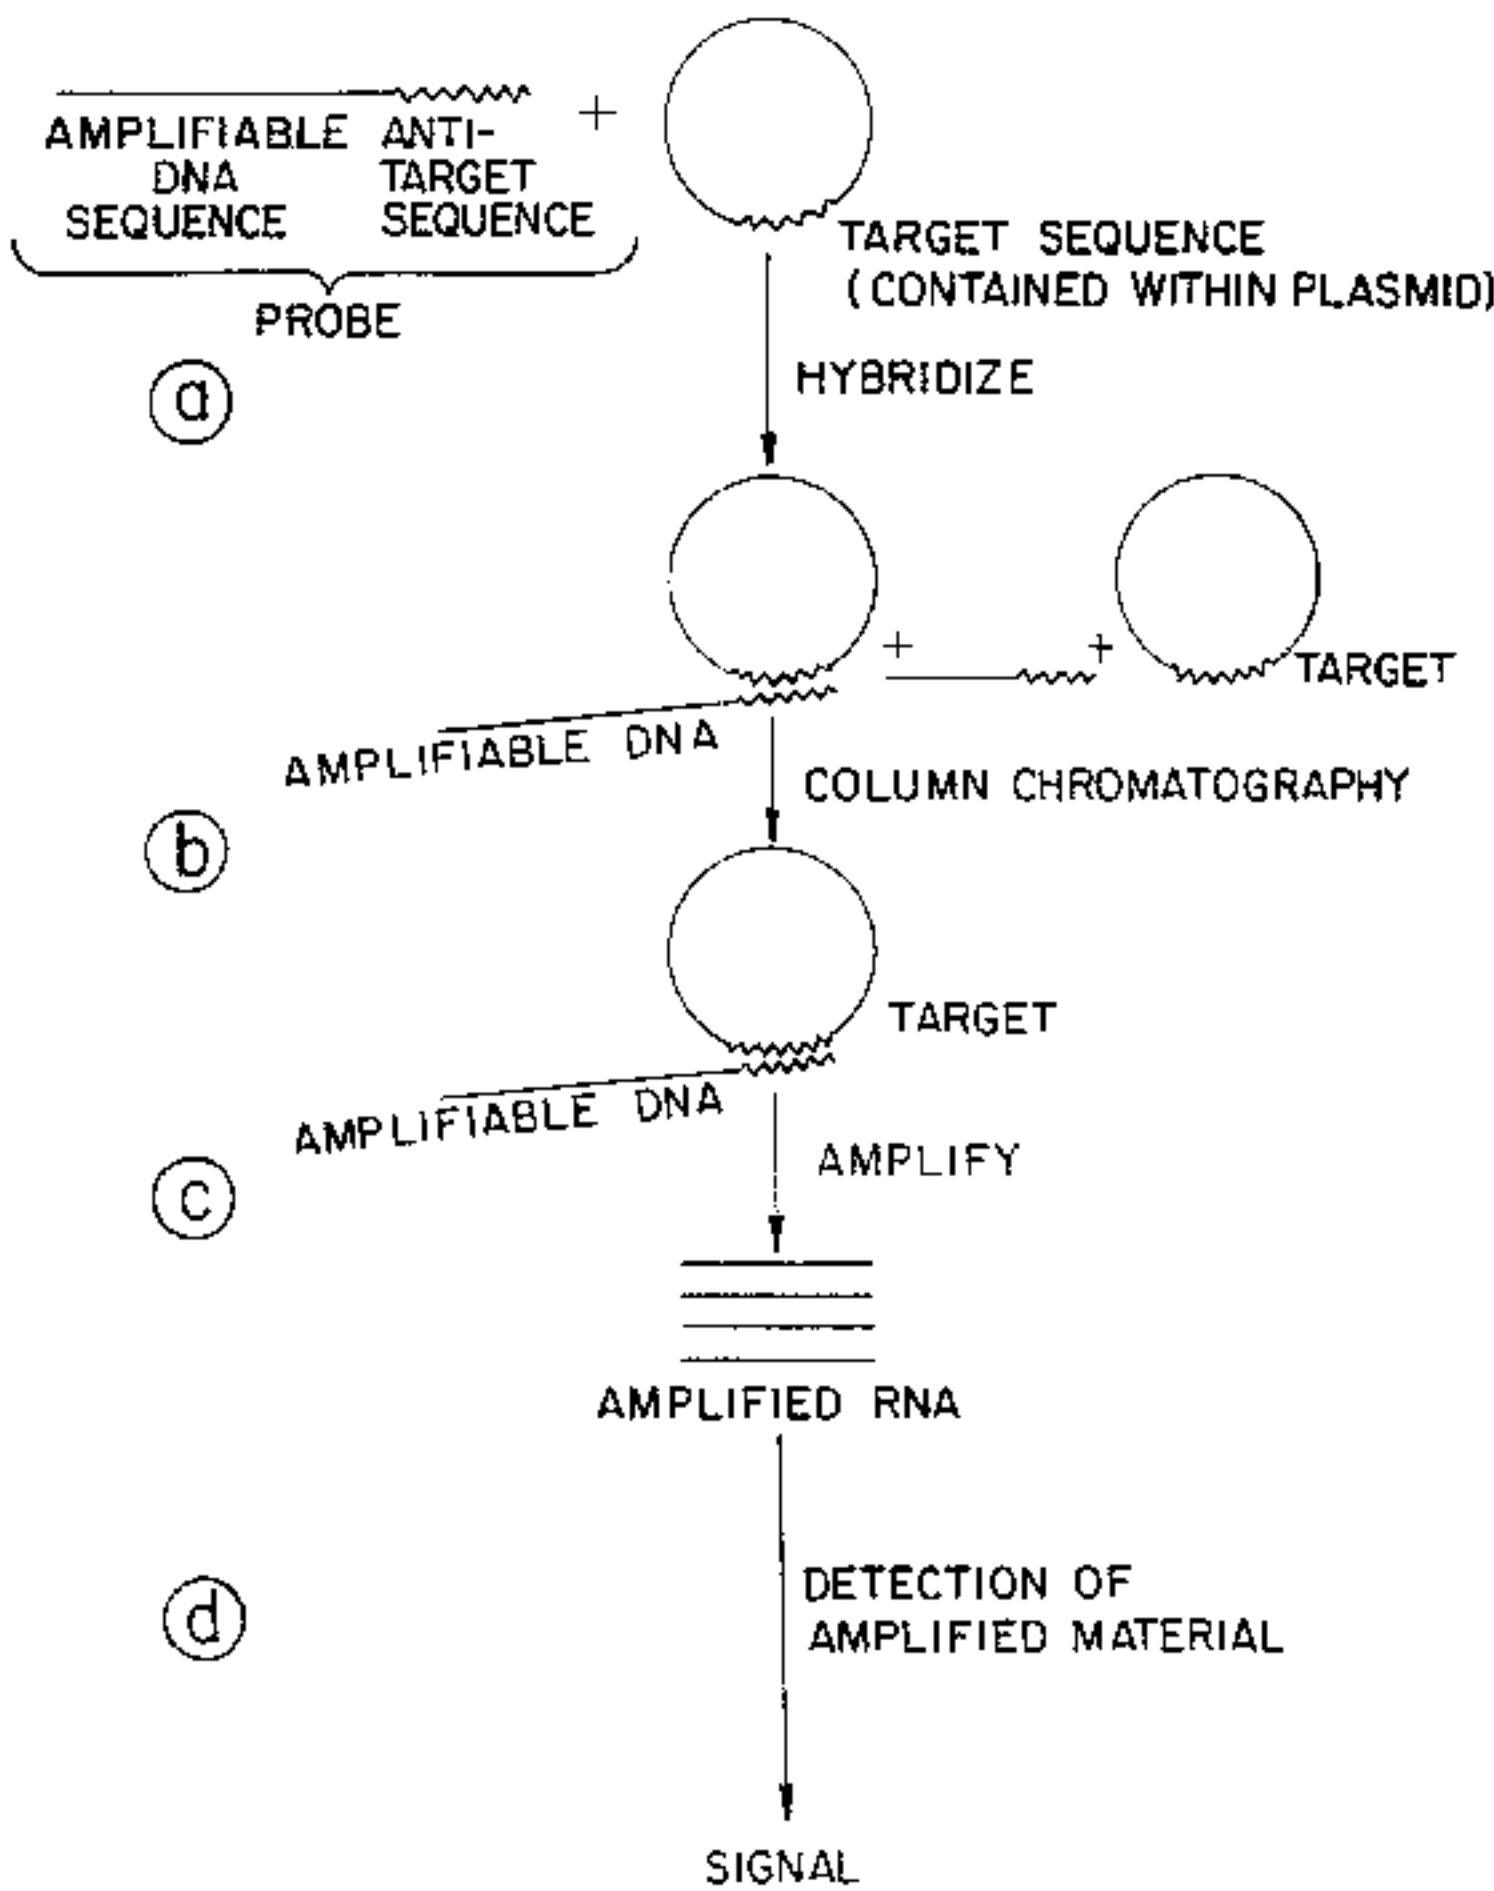 AMPLIFIABLE ANTI-
DNA TARGET
SEQUENCE SEQUENCE
+
TARGET SEQUENCE
(CONTAINED WITHIN PLASMID)
PROBE
HYBRIDIZE
a
+ +
TARGET
AMPLIFIABLE DNA
COLUMN CHROMATOGRAPHY
b
TARGET
AMPLIFIABLE DNA
AMPLIFY
c
AMPLIFIED RNA
DETECTION OF
AMPLIFIED MATERIAL
d
SIGNAL